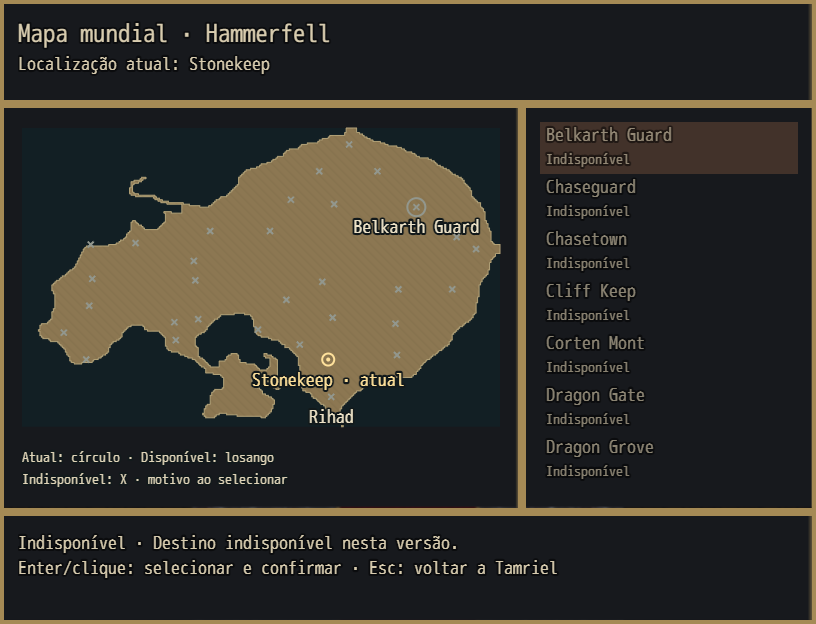 Mapa mundial · Hammerfell
Localização atual: Stonekeep
Belkarth Guard
Stonekeep · atual
Rihad
Atual: círculo · Disponível: losango
Indisponível: X · motivo ao selecionar
Belkarth Guard
Indisponível
Chaseguard
Indisponível
Chasetown
Indisponível
Cliff Keep
Indisponível
Corten Mont
Indisponível
Dragon Gate
Indisponível
Dragon Grove
Indisponível
Indisponível · Destino indisponível nesta versão.
Enter/clique: selecionar e confirmar · Esc: voltar a Tamriel